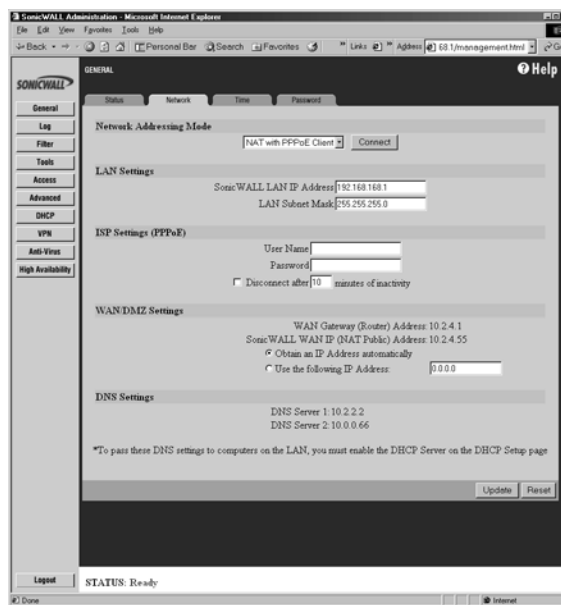 SonicWALL Administration - Microsoft Internet Explorer
File Edit View Favorites Tools Help
Back Personal Bar Search Favorites Links Address 68.1/management.html
SONICWALL
GENERAL
Help
Status Network Time Password
General
Log
Filter
Tools
Access
Advanced
DHCP
VPN
Anti-Virus
High Availability
Network Addressing Mode
NAT with PPPoE Client Connect
LAN Settings
SonicWALL LAN IP Address 192.168.168.1
LAN Subnet Mask 255.255.255.0
ISP Settings (PPPoE)
User Name
Password
Disconnect after 10 minutes of inactivity
WAN/DMZ Settings
WAN Gateway (Router) Address: 10.2.4.1
SonicWALL WAN IP (NAT Public) Address: 10.2.4.55
Obtain an IP Address automatically
Use the following IP Address: 0.0.0.0
DNS Settings
DNS Server 1: 10.2.2.2
DNS Server 2: 10.0.0.66
*To pass these DNS settings to computers on the LAN, you must enable the DHCP Server on the DHCP Setup page
Update Reset
Logout
STATUS: Ready
Done Internet